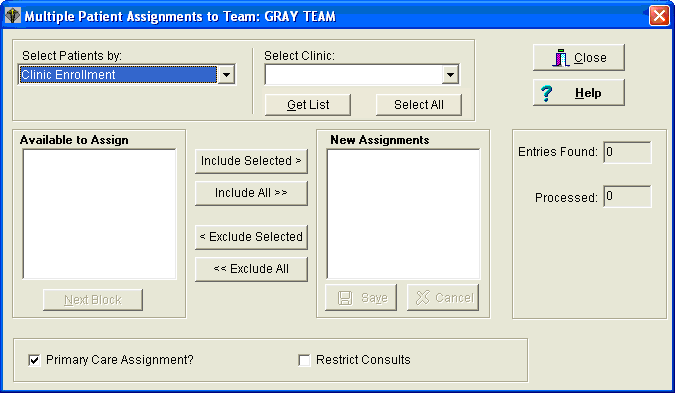 Multiple Patient Assignments to Team: GRAY TEAM
Select Patients by:
Clinic Enrollment
Select Clinic:
Get List
Select All
Close
Help
Available to Assign
Next Block
Include Selected >
Include All >>
< Exclude Selected
<< Exclude All
New Assignments
Save
Cancel
Entries Found: 0
Processed: 0
Primary Care Assignment?
Restrict Consults